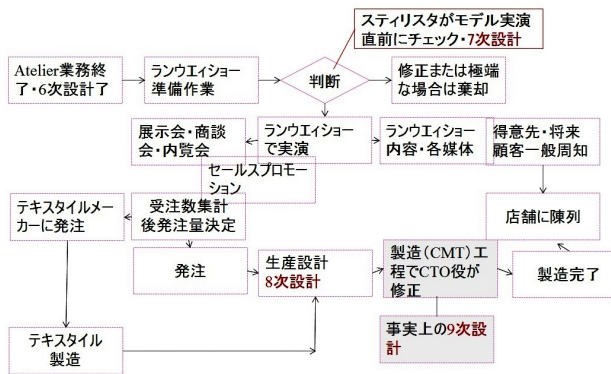 スティリスタがモデル実演
直前にチェック・7次設計
Atelier業務終
了・6次設計了
ランウエィショー
準備作業
判断
修正または極端
な場合は棄却
展示会・商談
会・内覧会
ランウエィショー
で実演
ランウエィショー
内容・各媒体
得意先・将来
顧客一般周知
セールスプロモー
ション
テキスタイルメー
カーに発注
受注数集計
後発注量決定
店舗に陳列
発注
生産設計
8次設計
製造（CMT）工
程でCTO役が
修正
製造完了
事実上の9次設
計
テキスタイル
製造